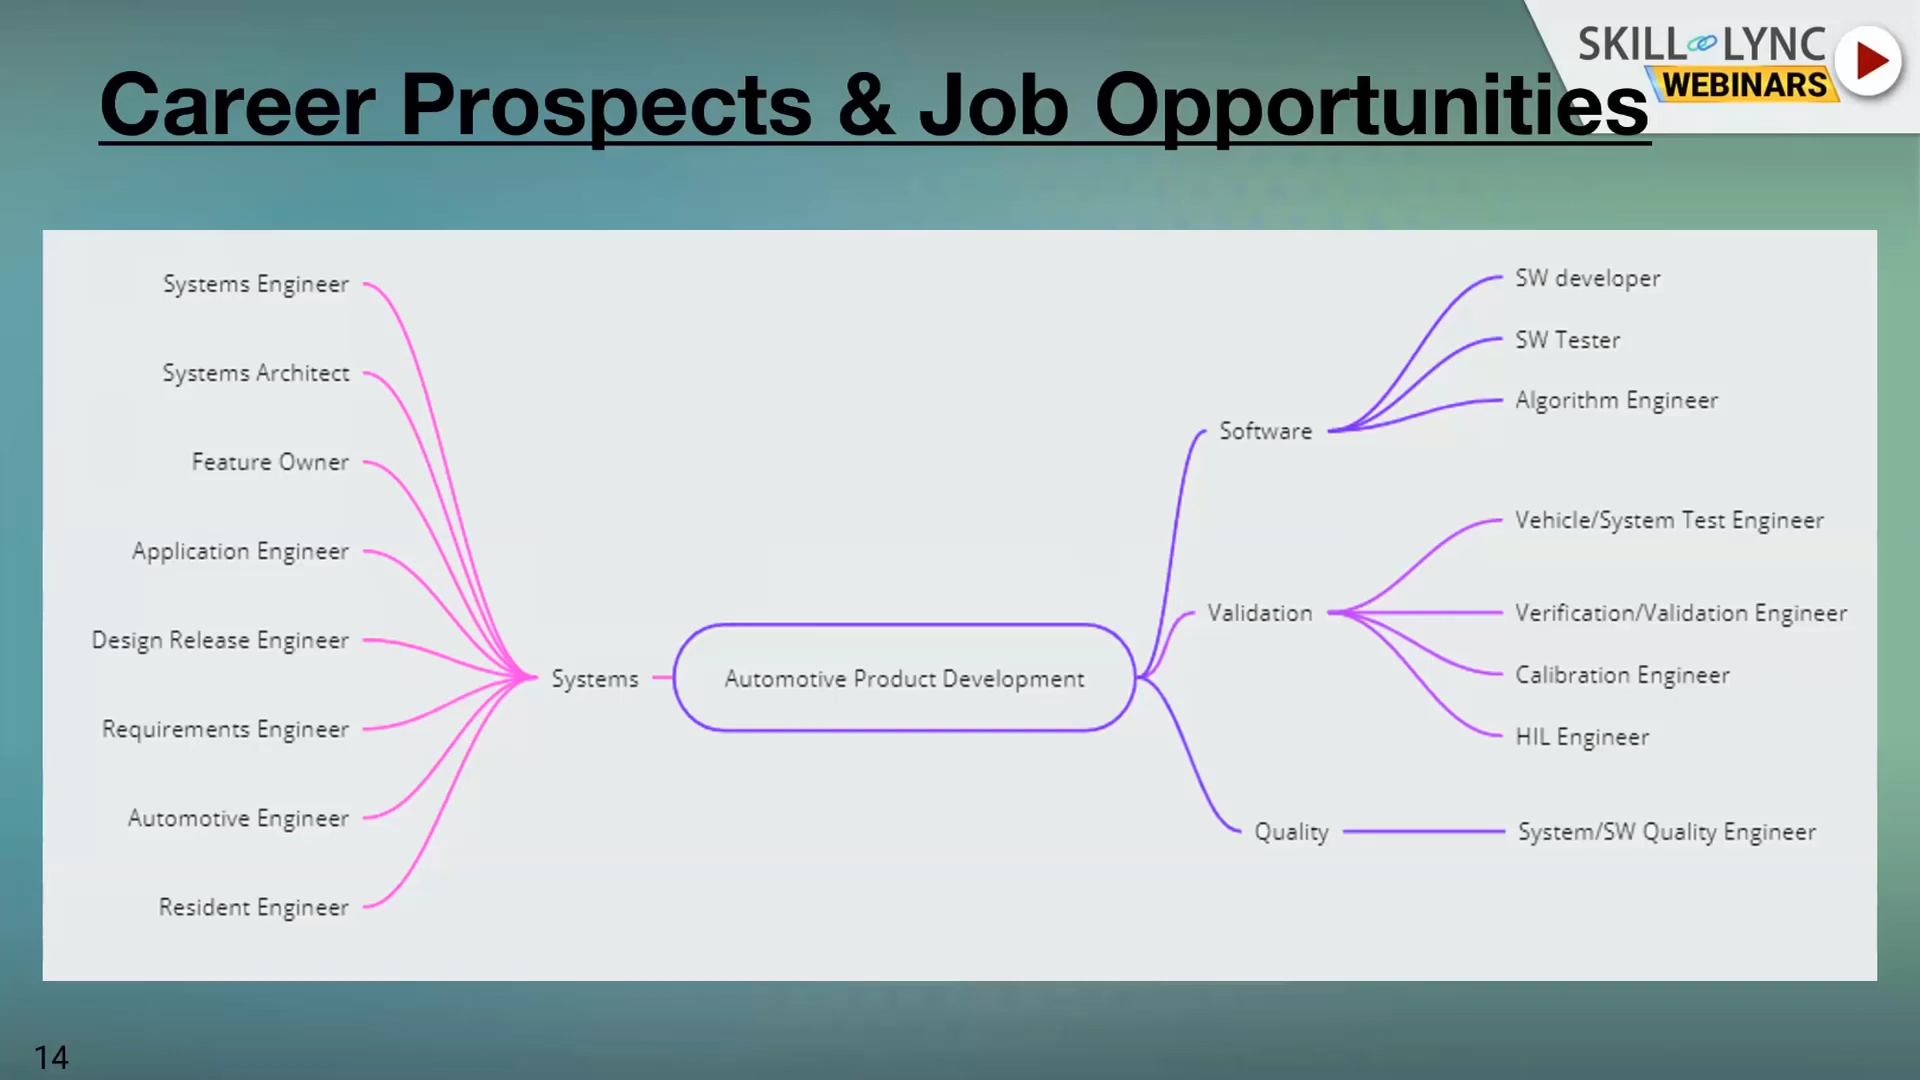 SKILL LYNC
WEBINARS
Career Prospects & Job Opportunities
Systems Engineer
Systems Architect
Feature Owner
Application Engineer
Design Release Engineer
Requirements Engineer
Automotive Engineer
Resident Engineer
Systems
Automotive Product Development
Software
SW developer
SW Tester
Algorithm Engineer
Validation
Vehicle/System Test Engineer
Verification/Validation Engineer
Calibration Engineer
HIL Engineer
Quality
System/SW Quality Engineer
14